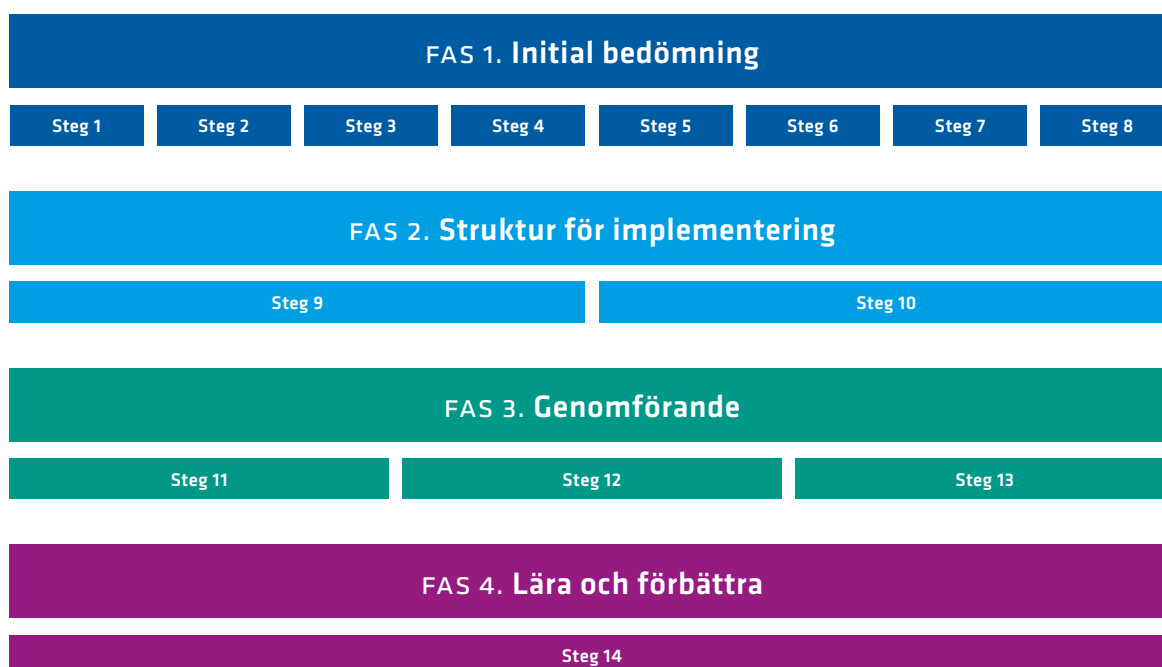 FAS 1. Initial bedömning
Steg 1 Steg 2 Steg 3 Steg 4 Steg 5 Steg 6 Steg 7 Steg 8
FAS 2. Struktur för implementering
Steg 9 Steg 10
FAS 3. Genomförande
Steg 11 Steg 12 Steg 13
FAS 4. Lära och förbättra
Steg 14